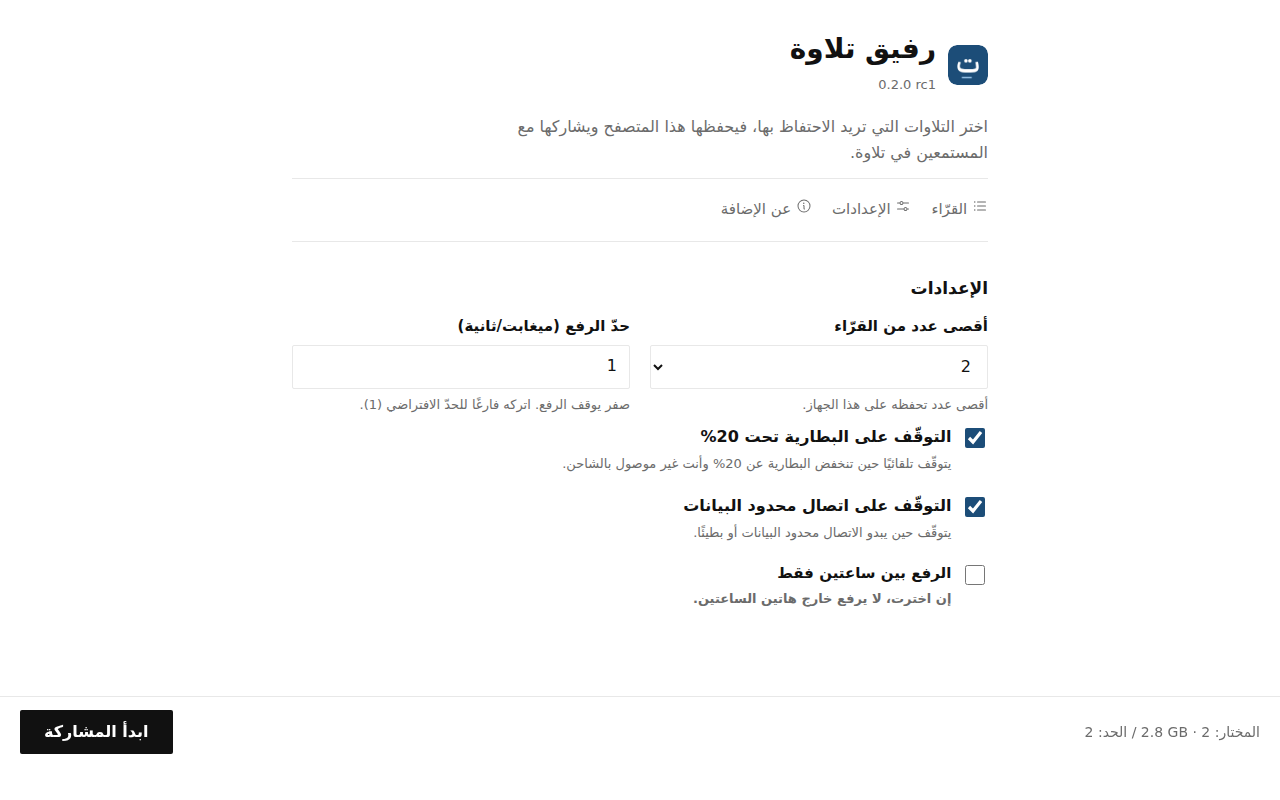 ت
رفيق تلاوة
0.2.0 rc1
اختر التلاوات التي تريد الاحتفاظ بها، فيحفظها هذا المتصفح ويشاركها مع
المستمعين في تلاوة.
القرّاء
الإعدادات
عن الإضافة
الإعدادات
أقصى عدد من القرّاء
2
أقصى عدد تحفظه على هذا الجهاز.
حدّ الرفع (ميغابت/ثانية)
1
صفر يوقف الرفع. اتركه فارغًا للحدّ الافتراضي (1).
التوقّف على البطارية تحت 20%
يتوقّف تلقائيًا حين تنخفض البطارية عن 20% وأنت غير موصول بالشاحن.
التوقّف على اتصال محدود البيانات
يتوقّف حين يبدو الاتصال محدود البيانات أو بطيئًا.
الرفع بين ساعتين فقط
إن اخترت، لا يرفع خارج هاتين الساعتين.
المختار: 2 · 2.8 GB / الحد: 2
ابدأ المشاركة